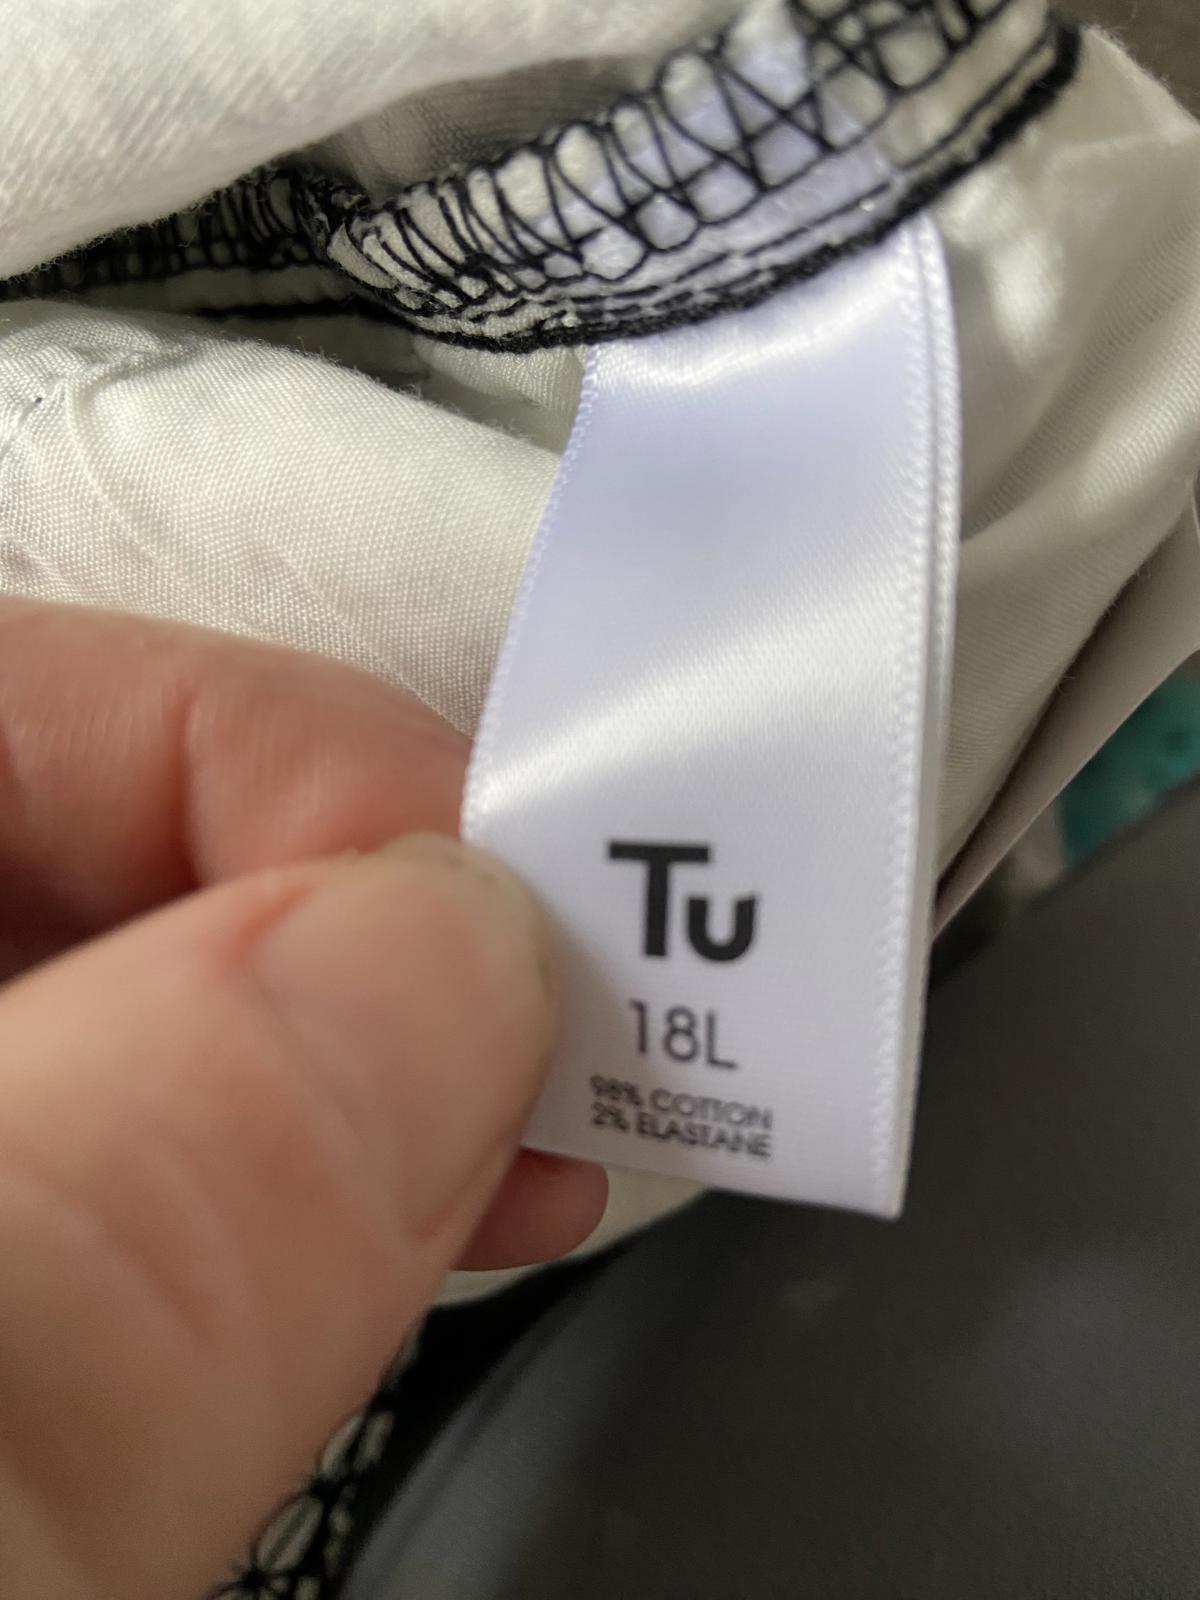 Tu
18L
98% COTTON
2% ELASTANE